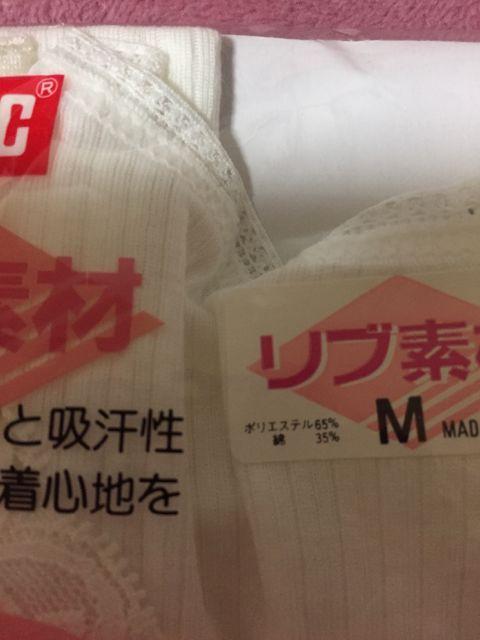 C®
素材
と吸汗性
着心地を
リブ素材
ポリエステル65%
綿 35%
M MAD